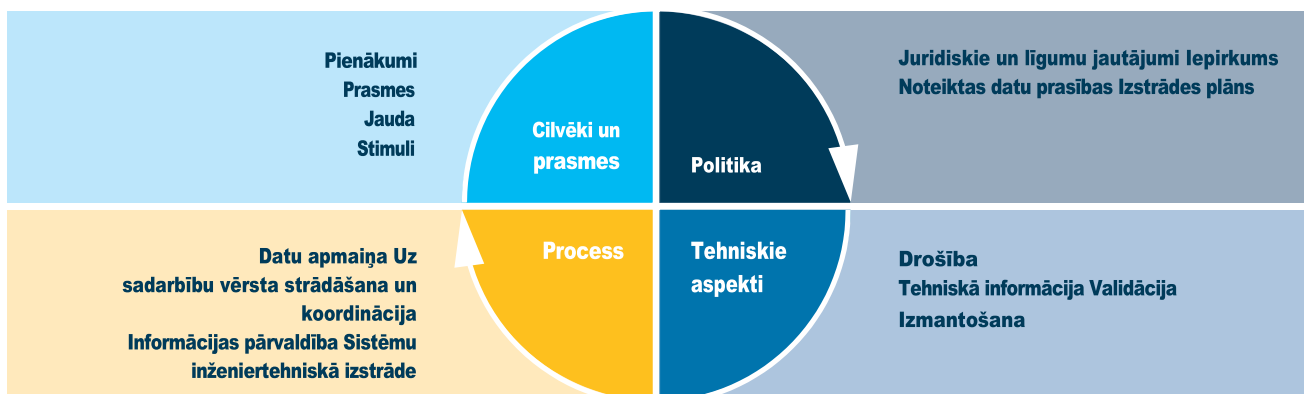 Pienākumi
Prasmes
Jauda
Stimuli
Cilvēki un
prasmes
Politika
Juridiskie un līgumu jautājumi Iepirkums
Noteiktas datu prasības Izstrādes plāns
Datu apmaiņa Uz
sadarbību vērsta strādāšana un
koordinācija
Informācijas pārvaldība Sistēmu
inženiertehniskā izstrāde
Process
Tehniskie
aspekti
Drošība
Tehniskā informācija Validācija
Izmantošana